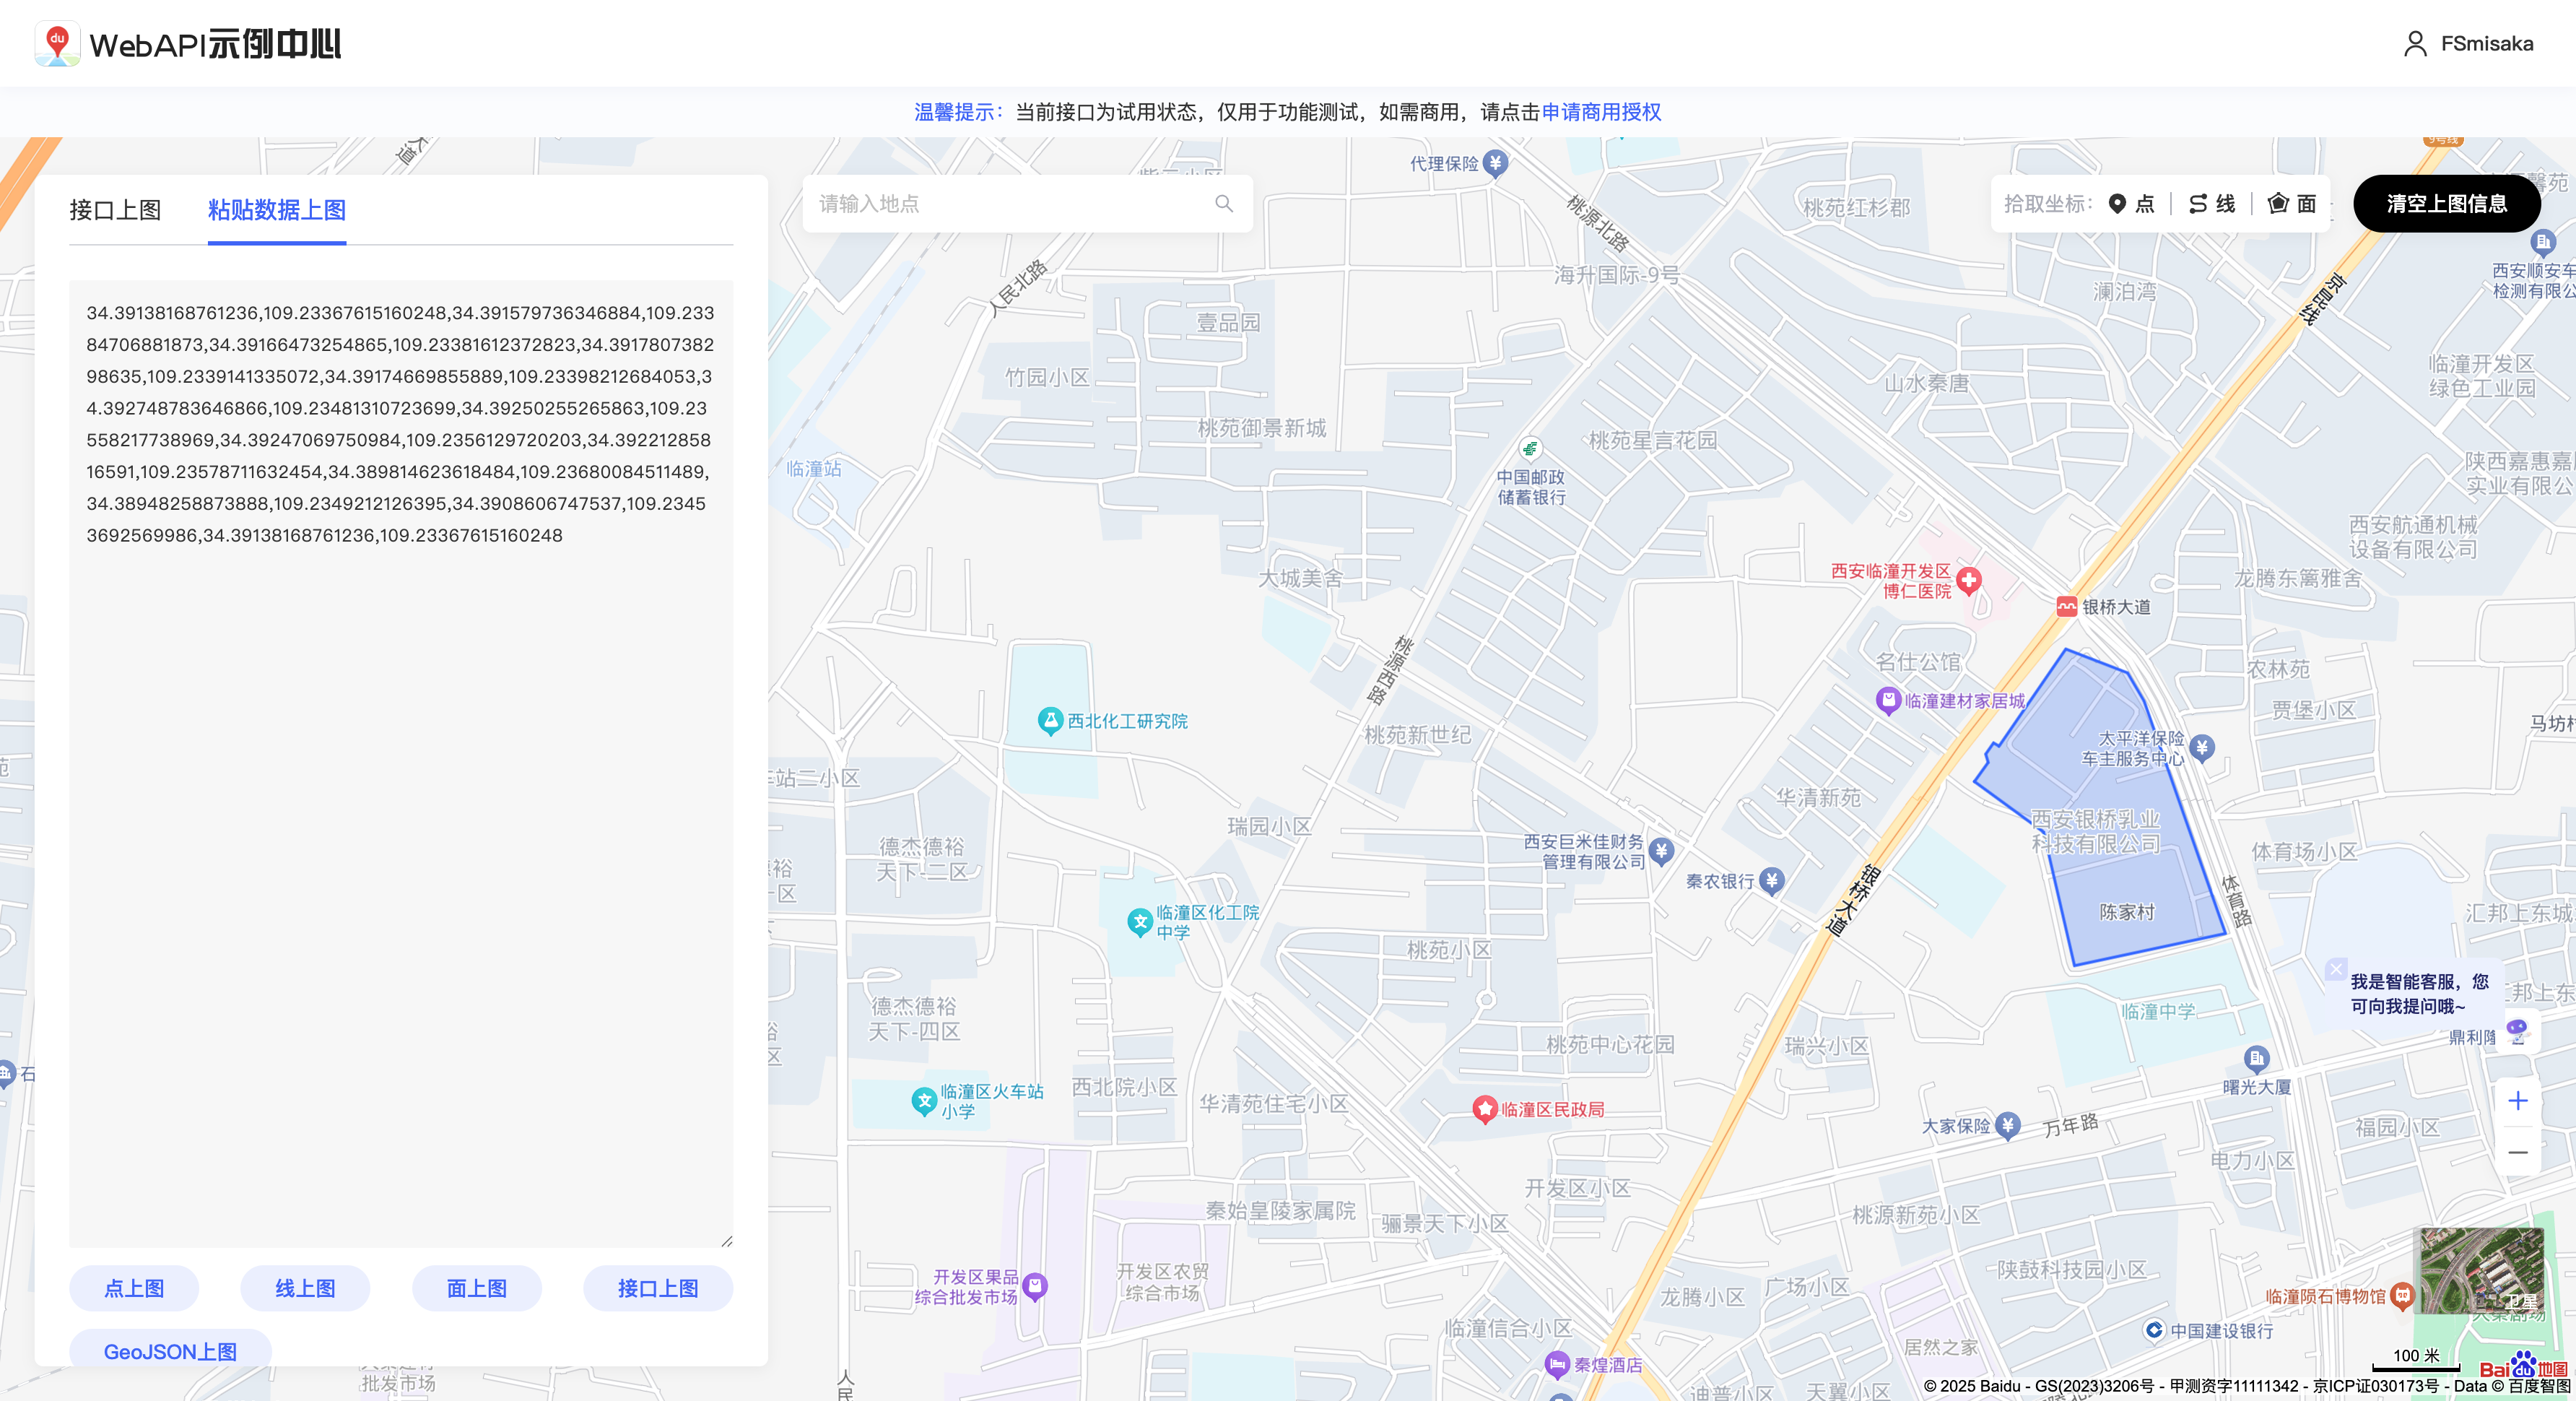 WebAPI示例中心
FSmisaka
温馨提示：当前接口为试用状态，仅用于功能测试，如需商用，请点击申请商用授权
接口上图
粘贴数据上图
34.39138168761236,109.23367615160248,34.391579736346884,109.233
84706881873,34.39166473254865,109.23381612372823,34.3917807382
98635,109.2339141335072,34.39174669855889,109.23398212684053,3
4.392748783646866,109.23481310723699,34.39250255265863,109.23
558217738969,34.39247069750984,109.2356129720203,34.392212858
16591,109.23578711632454,34.389814623618484,109.23680084511489,
34.38948258873888,109.2349212126395,34.3908606747537,109.2345
3692569986,34.39138168761236,109.23367615160248
点上图
线上图
面上图
接口上图
GeoJSON上图
请输入地点
拾取坐标：
点
线
面
清空上图信息
大道
代理保险
9号线
桃源北路
桃苑红杉郡
海升国际-9号
澜泊湾
京昆线
西安顺安车
检测有限公
人民北路
壹品园
竹园小区
桃苑御景新城
临潼站
桃苑星言花园
中国邮政
储蓄银行
山水秦唐
临潼开发区
绿色工业园
陕西嘉惠嘉
实业有限公
西安航通机械
设备有限公司
龙腾东篱雅舍
西安临潼开发区
博仁医院
银桥大道
大城美舍
桃源西路
名仕公馆
临潼建材家居城
农林苑
贾堡小区
马坊村
西北化工研究院
桃苑新世纪
太平洋保险
车主服务中心
华清新苑
站二小区
瑞园小区
西安巨米佳财务
管理有限公司
秦农银行
西安银桥乳业
科技有限公司
体育场小区
德杰德裕
天下-二区
银桥大道
体育路
陈家村
汇邦上东城
临潼区化工院
中学
桃苑小区
我是智能客服，您
可向我提问哦~
临潼中学
德杰德裕
天下-四区
桃苑中心花园
瑞兴小区
鼎利隆
曙光大厦
临潼区火车站
小学
西北院小区
华清苑住宅小区
临潼区民政局
大家保险
万年路
福园小区
电力小区
开发区小区
秦始皇陵家属院
骊景天下小区
桃源新苑小区
开发区果品
综合批发市场
开发区农贸
综合市场
龙腾小区
广场小区
陕鼓科技园小区
临潼陨石博物馆
卫星
临潼信合小区
中国建设银行
居然之家
秦煌酒店
批发市场
人民
迪普小区
天翼小区
100 米
Bai du 地图
© 2025 Baidu - GS(2023)3206号 - 甲测资字11111342 - 京ICP证030173号 - Data © 百度智图